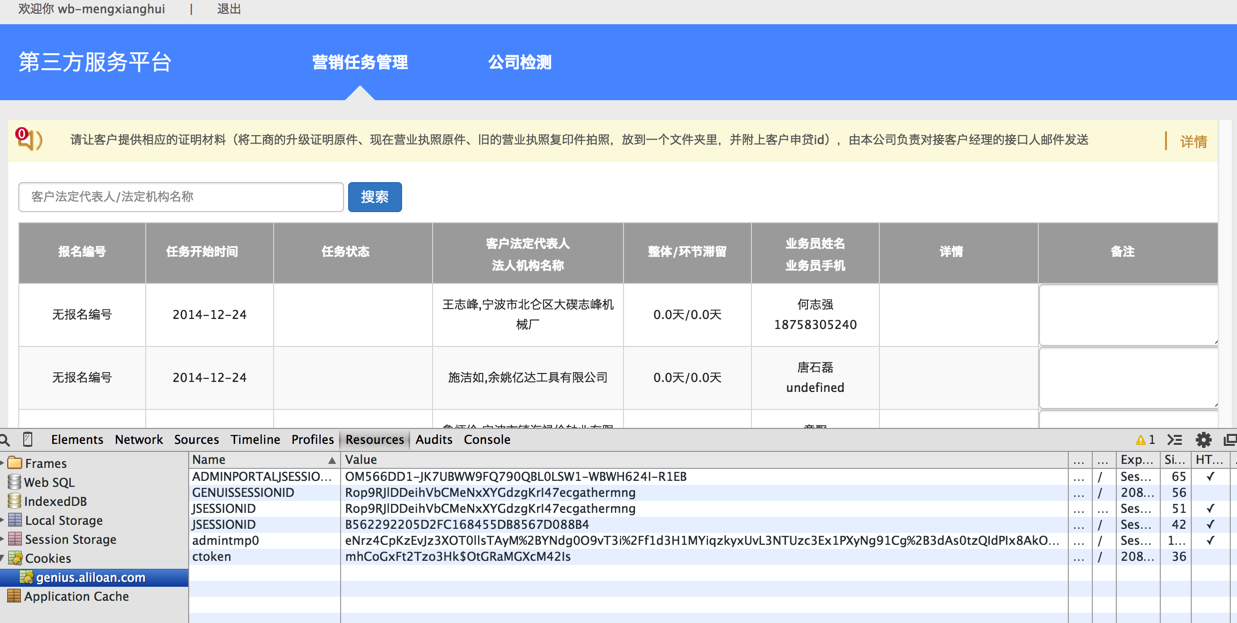 欢迎你 wb-mengxianghui | 退出
第三方服务平台 营销任务管理 公司检测
0 请让客户提供相应的证明材料（将工商的升级证明原件、现在营业执照原件、旧的营业执照复印件拍照，放到一个文件夹里，并附上客户申贷id），由本公司负责对接客户经理的接口人邮件发送 | 详情
客户法定代表人/法定机构名称 搜索
报名编号 任务开始时间 任务状态 客户法定代表人 法人机构名称 整体/环节滞留 业务员姓名 业务员手机 详情 备注
无报名编号 2014-12-24 王志峰,宁波市北仑区大碶志峰机械厂 0.0天/0.0天 何志强 18758305240
无报名编号 2014-12-24 施洁如,余姚亿达工具有限公司 0.0天/0.0天 唐石磊 undefined
Elements Network Sources Timeline Profiles Resources Audits Console 1
Frames
Web SQL
IndexedDB
Local Storage
Session Storage
Cookies
genius.aliloan.com
Application Cache
Name Value ... ... Exp... Si... HT...
ADMINPORTALJSESSIO... OM566DD1-JK7UBWW9FQ790QBL0LSW1-WBWH624I-R1EB ... / Ses... 65 ✓
GENUISSESSIONID Rop9RJlDDeihVbCMeNxXYGdzgKrI47ecgathermng ... / 208... 56
JSESSIONID Rop9RJlDDeihVbCMeNxXYGdzgKrI47ecgathermng ... ... Ses... 51 ✓
JSESSIONID B562292205D2FC168455DB8567D088B4 ... / Ses... 42 ✓
admintmp0 eNrz4CpKzEvJz3XOT0llsTAyM%2BYNdg0O9vT3i%2Ff1d3H1MYiqzkyxUvL3NTUzc3Ex1PXyNg91Cg%2B3dAs0tzQIdPIx8AkO... ... / Ses... 1... ✓
ctoken mhCoGxFt2Tzo3Hk$OtGRaMGXcM42Is ... / 208... 36